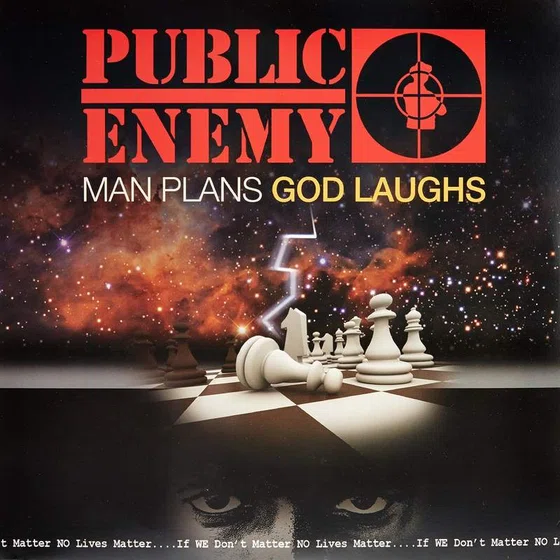 PUBLIC
ENEMY
MAN PLANS GOD LAUGHS
t Matter NO Lives Matter....If WE Don't Matter NO Lives Matter....If WE Don't Matter NO